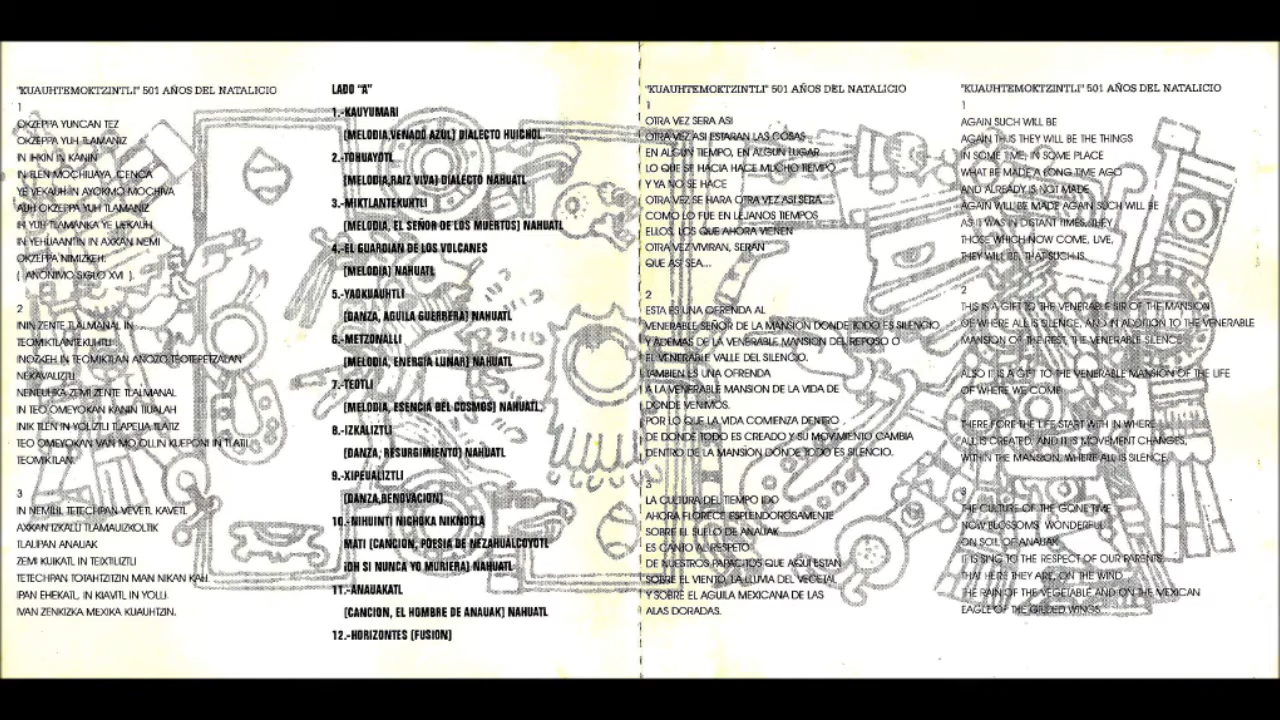 "KUAUHTEMOKTZINTLI" 501 AÑOS DEL NATALICIO
1
OKZEPPA YUNCAN TEZ
OKZEPPA YUH TLAMANIZ
IN IHKIN IN KANIN
IN TLEN MOCHIUAYA CENCA
YE VEKAUH IN AYOKMO MOCHIVA
AUH OKZEPPA YUH TLAMANIZ
IN YUH TLAMANKA YE UEKAUH
IN YEHUAANTIN IN AXKAN NEMI
OKZEPPA NIMIZKEH.
( ANONIMO SIGLO XVI ).
2
ININ ZENTE TLALMANAL IN
TEOMIKTLANTEKUHTLI
INOZKEH IN TEOMIKTLAN ANOZO TEOTEPETZALAN
NEKAVALIZTLI
NENEUHKA ZEMI ZENTE TLALMANAL
IN TEO OMEYOKAN KANIN TIUALAH
INIK TLEN IN YOLIZTLI TLAPEUA TLATIZ
TEO OMEYOKAN VAN MO OLLIN KUEPONI IN TLATIL
TEOMIKTLAN.
3
IN NEMILIL TETECHPAN VEVETL KAVETL
AXKAN IZKALLI TLAMAUIZKOLTIK
TLALIPAN ANAUAK
ZEMI KUIKATL IN TEIXTLIIZTLI
TETECHPAN TOTAHTZITZIN MAN NIKAN KAH
IPAN EHEKATL, IN KIAVITL IN YOLLI
IVAN ZENKIZKA MEXIKA KUAUHTZIN.
LADO "A"
1.-KAUYUMARI
[MELODIA,VENADO AZUL] DIALECTO HUICHOL.
2.-TOHUAYOTL
[MELODIA,RAIZ VIVA] DIALECTO NAHUATL
3.-MIKTLANTEKUHTLI
[MELODIA, EL SEÑOR DE LOS MUERTOS] NAHUATL
4.-EL GUARDIAN DE LOS VOLCANES
[MELODIA] NAHUATL
5.-YAOKUAUHTLI
[DANZA, AGUILA GUERRERA] NAHUATL
6.-METZONALLI
[MELODIA, ENERGIA LUNAR] NAHUATL
7.-TEOTLI
[MELODIA, ESENCIA DEL COSMOS] NAHUATL.
8.-IZKALIZTLI
[DANZA, RESURGIMIENTO] NAHUATL
9.-XIPEUALIZTLI
[DANZA,RENOVACION]
10.-NIHUINTI NICHOKA NIKNOTLA
MATI [CANCION, POESIA DE NEZAHUALCOYOTL
¡OH SI NUNCA YO MURIERA] NAHUATL
11.-ANAUAKATL
[CANCION, EL HOMBRE DE ANAUAK] NAHUATL
12.-HORIZONTES [FUSION]
"KUAUHTEMOKTZINTLI" 501 AÑOS DEL NATALICIO
1
OTRA VEZ SERA ASI
OTRA VEZ ASI ESTARAN LAS COSAS
EN ALGUN TIEMPO, EN ALGUN LUGAR
LO QUE SE HACIA HACE MUCHO TIEMPO
Y YA NO SE HACE
OTRA VEZ SE HARA OTRA VEZ ASI SERA
COMO LO FUE EN LEJANOS TIEMPOS
ELLOS, LOS QUE AHORA VIENEN
OTRA VEZ VIVIRAN, SERAN
QUE ASI SEA...
2
ESTA ES UNA OFRENDA AL
VENERABLE SEÑOR DE LA MANSION DONDE TODO ES SILENCIO
Y ADEMAS DE LA VENERABLE MANSION DEL REPOSO O
EL VENERABLE VALLE DEL SILENCIO.
TAMBIEN ES UNA OFRENDA
A LA VENERABLE MANSION DE LA VIDA DE
DONDE VENIMOS.
POR LO QUE LA VIDA COMIENZA DENTRO
DE DONDE TODO ES CREADO Y SU MOVIMIENTO CAMBIA
DENTRO DE LA MANSION DONDE TODO ES SILENCIO.
3
LA CULTURA DEL TIEMPO IDO
AHORA FLORECE ESPLENDOROSAMENTE
SOBRE EL SUELO DE ANAUAK
ES CANTO AL RESPETO
DE NUESTROS PAPACITOS QUE AQUI ESTAN
SOBRE EL VIENTO, LA LLUVIA DEL VEGETAL
Y SOBRE EL AGUILA MEXICANA DE LAS
ALAS DORADAS.
"KUAUHTEMOKTZINTLI" 501 AÑOS DEL NATALICIO
1
AGAIN SUCH WILL BE
AGAIN THUS THEY WILL BE THE THINGS
IN SOME TIME, IN SOME PLACE
WHAT BE MADE A LONG TIME AGO
AND ALREADY IS NOT MADE
AGAIN WILL BE MADE AGAIN SUCH WILL BE
AS IT WAS IN DISTANT TIMES, THEY
THOSE WHICH NOW COME, LIVE,
THEY WILL BE, THAT SUCH IS
2
THIS IS A GIFT TO THE VENERABLE SIR OF THE MANSION
OF WHERE ALL IS SILENCE, AND IN ADDITION TO THE VENERABLE
MANSION OF THE REST, THE VENERABLE SILENCE
ALSO IT IS A GIFT TO THE VENERABLE MANSION OF THE LIFE
OF WHERE WE COME
THERE FORE THE LIFE START WITH IN WHERE
ALL IS CREATED, AND IT IS MOVEMENT CHANGES,
WITHIN THE MANSION, WHERE ALL IS SILENCE,
3
THE CULTURE OF THE GONE TIME
NOW BLOSSOMS WONDERFUL
ON SOIL OF ANAUAK
IT IS SING TO THE RESPECT OF OUR PARENTS
THAT HERE THEY ARE, ON THE WIND
THE RAIN OF THE VEGETABLE AND ON THE MEXICAN
EAGLE OF THE GILDED WINGS.